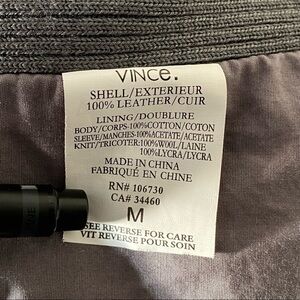 VINCE.
SHELL/EXTERIEUR
100% LEATHER/CUIR
LINING/DOUBLURE
BODY/CORPS-100%COTTON/COTON
SLEEVE/MANCHES-100%ACETATE/ACETATE
KNIT/TRICOTER:100%WOOL/LAINE
100%LYCRA/LYCRA
MADE IN CHINA
FABRIQUÉ EN CHINE
RN# 106730
CA# 34460
M
SEE REVERSE FOR CARE
VIT REVERSE POUR SOIN